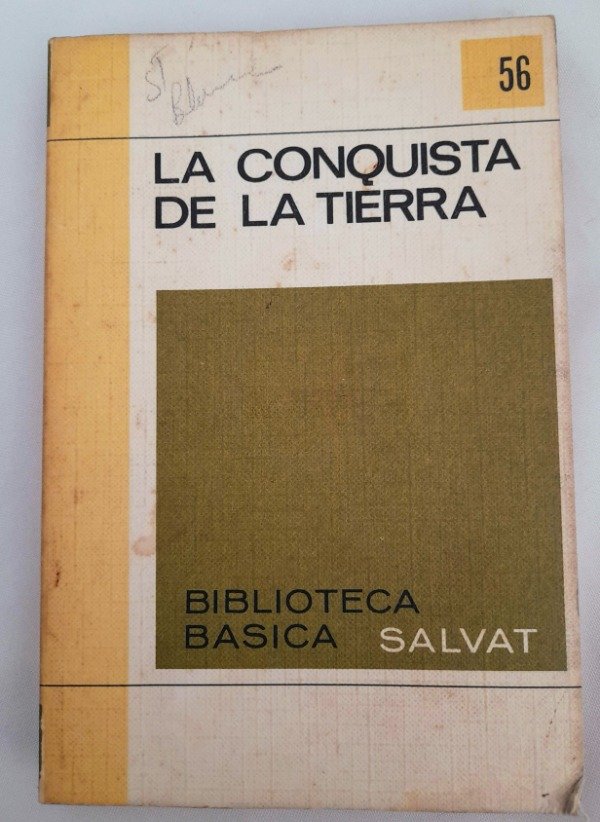 56
LA CONQUISTA
DE LA TIERRA
BIBLIOTECA
BASICA SALVAT